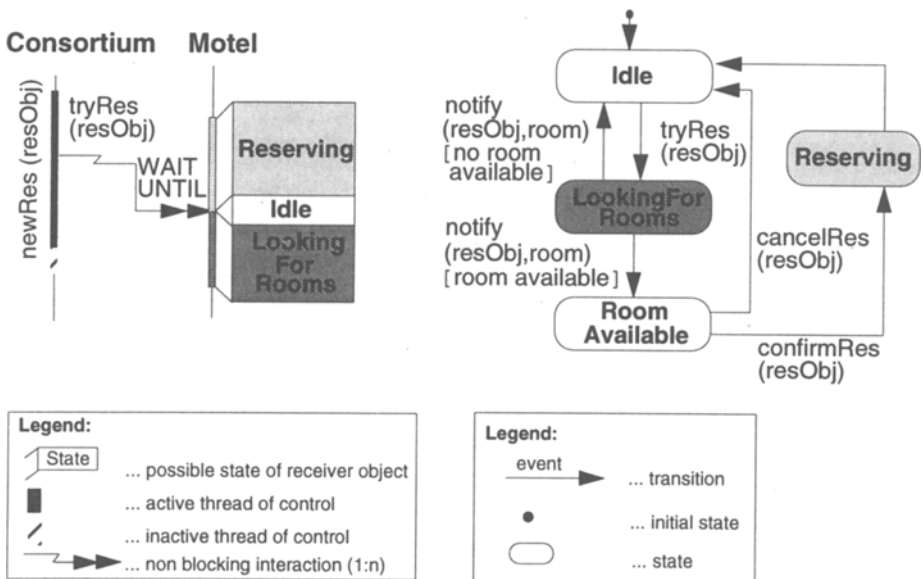 Consortium Motel
newRes (resObj)
tryRes
(resObj)
WAIT
UNTIL
Reserving
Idle
Looking
For
Rooms
Idle
notify
(resObj,room)
[ no room
available ]
tryRes
(resObj)
Reserving
LookingFor
Rooms
notify
(resObj,room)
[ room available ]
cancelRes
(resObj)
Room
Available
confirmRes
(resObj)
Legend:
State
... possible state of receiver object
... active thread of control
... inactive thread of control
... non blocking interaction (1:n)
Legend:
event
... transition
... initial state
... state